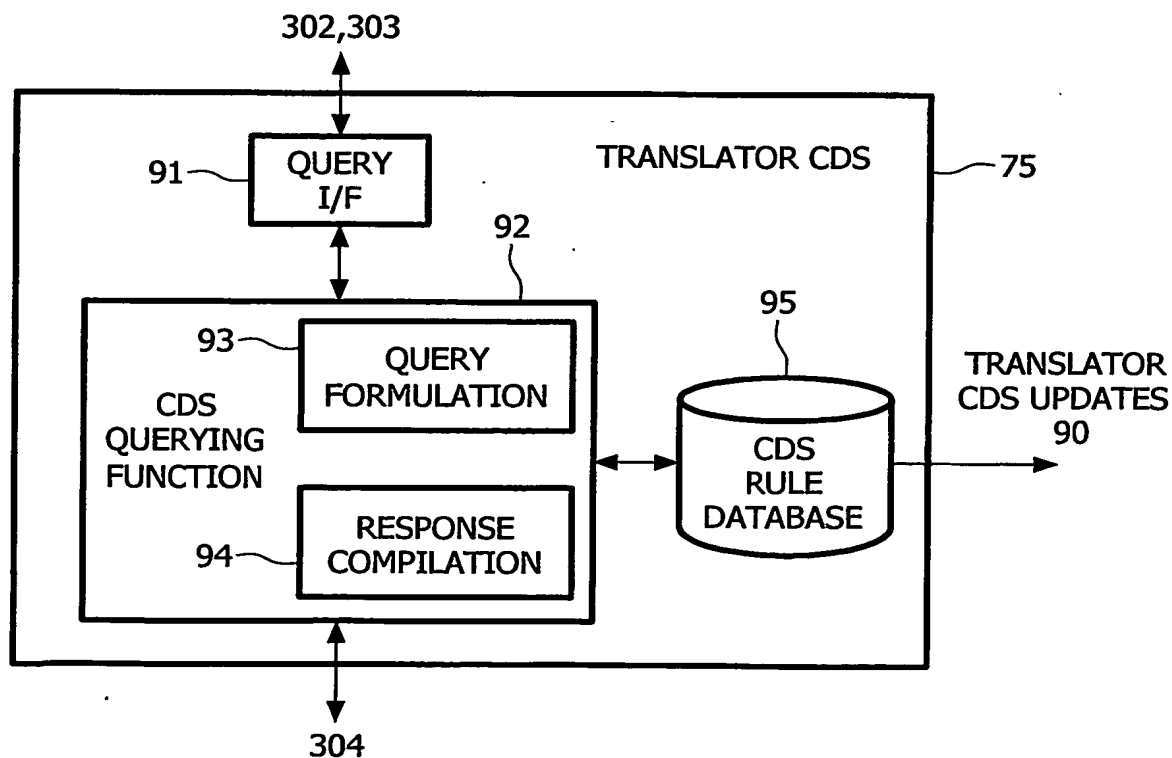 302,303
91
QUERY
I/F
TRANSLATOR CDS
75
92
93
QUERY
FORMULATION
CDS
QUERYING
FUNCTION
94
RESPONSE
COMPILATION
95
CDS
RULE
DATABASE
TRANSLATOR
CDS UPDATES
90
304